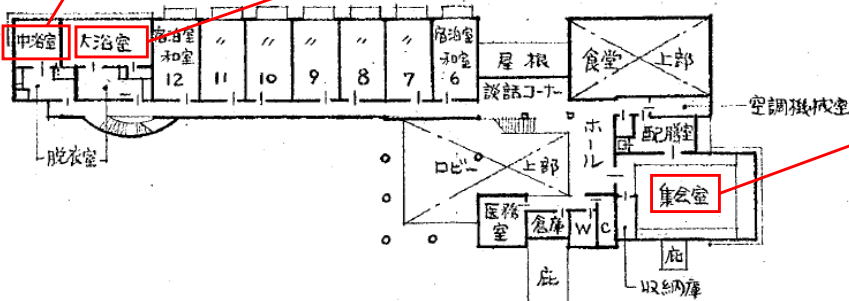 中浴室
大浴室
宿泊室
和室
12
〃
11
〃
10
〃
9
〃
8
〃
7
宿泊室
和室
6
屋根
食堂 上部
談話コーナー
空調機械室
ホール
配膳室
脱衣室
ロビー 上部
集会室
医務室
倉庫
W
C
庇
庇
収納庫